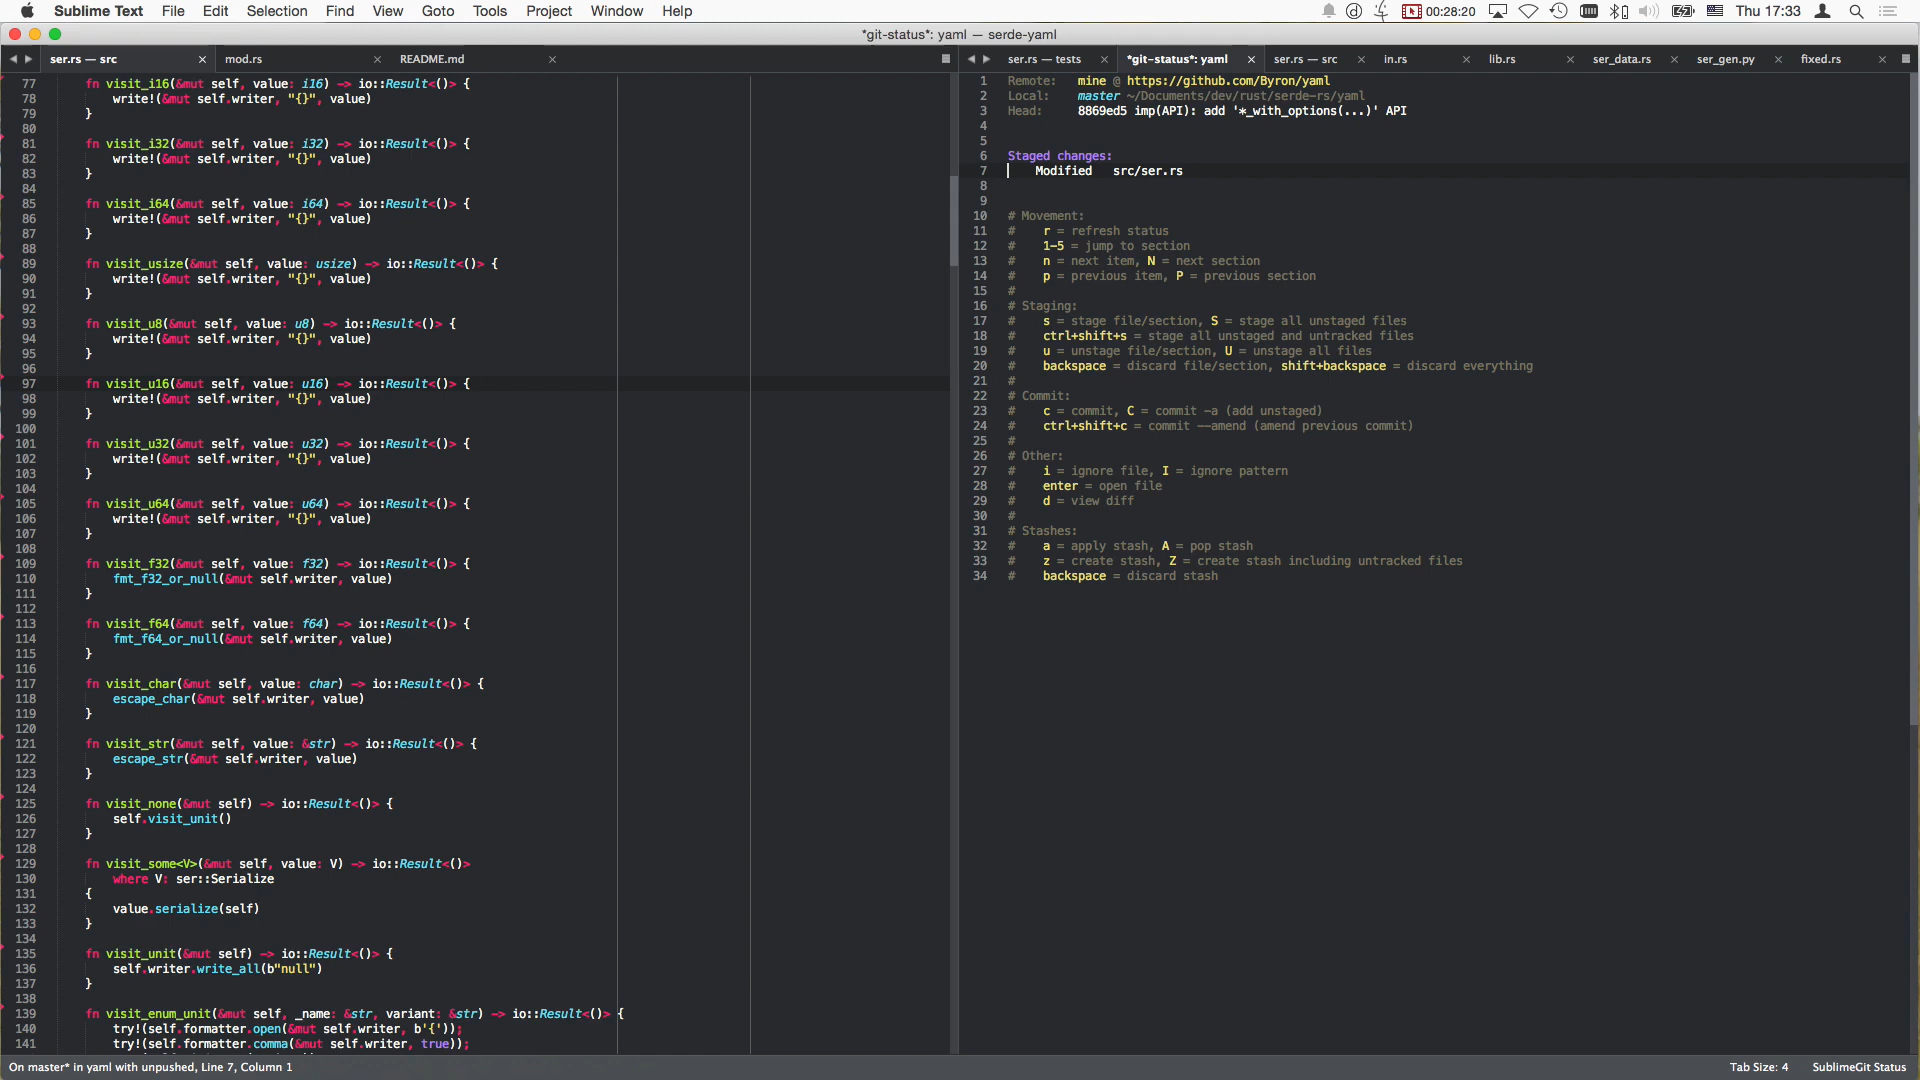 Sublime Text File Edit Selection Find View Goto Tools Project Window Help 00:28:20 Thu 17:33
*git-status*: yaml — serde-yaml
ser.rs — src mod.rs README.md
77 fn visit_i16(&mut self, value: i16) -> io::Result<()> {
78 write!(&mut self.writer, "{}", value)
79 }
80
81 fn visit_i32(&mut self, value: i32) -> io::Result<()> {
82 write!(&mut self.writer, "{}", value)
83 }
84
85 fn visit_i64(&mut self, value: i64) -> io::Result<()> {
86 write!(&mut self.writer, "{}", value)
87 }
88
89 fn visit_usize(&mut self, value: usize) -> io::Result<()> {
90 write!(&mut self.writer, "{}", value)
91 }
92
93 fn visit_u8(&mut self, value: u8) -> io::Result<()> {
94 write!(&mut self.writer, "{}", value)
95 }
96
97 fn visit_u16(&mut self, value: u16) -> io::Result<()> {
98 write!(&mut self.writer, "{}", value)
99 }
100
101 fn visit_u32(&mut self, value: u32) -> io::Result<()> {
102 write!(&mut self.writer, "{}", value)
103 }
104
105 fn visit_u64(&mut self, value: u64) -> io::Result<()> {
106 write!(&mut self.writer, "{}", value)
107 }
108
109 fn visit_f32(&mut self, value: f32) -> io::Result<()> {
110 fmt_f32_or_null(&mut self.writer, value)
111 }
112
113 fn visit_f64(&mut self, value: f64) -> io::Result<()> {
114 fmt_f64_or_null(&mut self.writer, value)
115 }
116
117 fn visit_char(&mut self, value: char) -> io::Result<()> {
118 escape_char(&mut self.writer, value)
119 }
120
121 fn visit_str(&mut self, value: &str) -> io::Result<()> {
122 escape_str(&mut self.writer, value)
123 }
124
125 fn visit_none(&mut self) -> io::Result<()> {
126 self.visit_unit()
127 }
128
129 fn visit_some<V>(&mut self, value: V) -> io::Result<()>
130 where V: ser::Serialize
131 {
132 value.serialize(self)
133 }
134
135 fn visit_unit(&mut self) -> io::Result<()> {
136 self.writer.write_all(b"null")
137 }
138
139 fn visit_enum_unit(&mut self, _name: &str, variant: &str) -> io::Result<()> {
140 try!(self.formatter.open(&mut self.writer, b'{'));
141 try!(self.formatter.comma(&mut self.writer, true));
ser.rs — tests *git-status*: yaml ser.rs — src in.rs lib.rs ser_data.rs ser_gen.py fixed.rs
1 Remote: mine @ https://github.com/Byron/yaml
2 Local: master ~/Documents/dev/rust/serde-rs/yaml
3 Head: 8869ed5 imp(API): add '*_with_options(...)' API
4
5
6 Staged changes:
7 Modified src/ser.rs
8
9
10 # Movement:
11 # r = refresh status
12 # 1-5 = jump to section
13 # n = next item, N = next section
14 # p = previous item, P = previous section
15 #
16 # Staging:
17 # s = stage file/section, S = stage all unstaged files
18 # ctrl+shift+s = stage all unstaged and untracked files
19 # u = unstage file/section, U = unstage all files
20 # backspace = discard file/section, shift+backspace = discard everything
21 #
22 # Commit:
23 # c = commit, C = commit -a (add unstaged)
24 # ctrl+shift+c = commit --amend (amend previous commit)
25 #
26 # Other:
27 # i = ignore file, I = ignore pattern
28 # enter = open file
29 # d = view diff
30 #
31 # Stashes:
32 # a = apply stash, A = pop stash
33 # z = create stash, Z = create stash including untracked files
34 # backspace = discard stash
On master* in yaml with unpushed, Line 7, Column 1 Tab Size: 4 SublimeGit Status